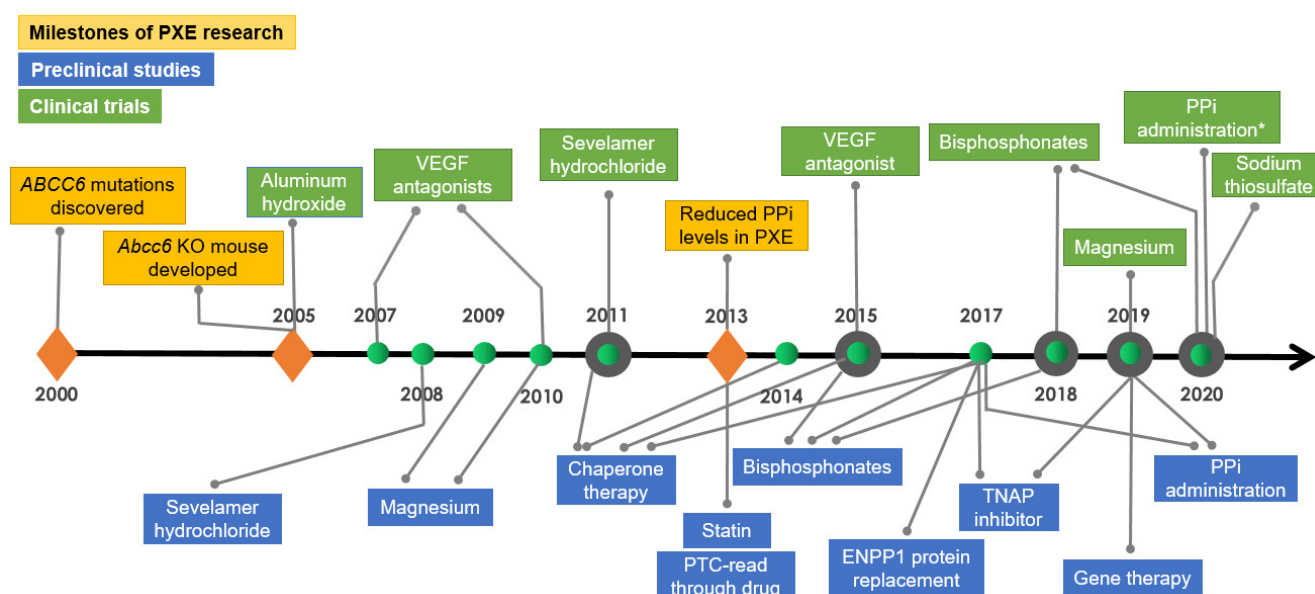 Milestones of PXE research
Preclinical studies
Clinical trials
ABCC6 mutations
discovered
Abcc6 KO mouse
developed
Aluminum
hydroxide
VEGF
antagonists
Sevelamer
hydrochloride
Reduced PPi
levels in PXE
VEGF
antagonist
Bisphosphonates
PPi
administration*
Sodium
thiosulfate
Magnesium
2005
2007
2009
2011
2013
2015
2017
2019
2000
2008
2010
2014
2018
2020
Sevelamer
hydrochloride
Magnesium
Chaperone
therapy
Statin
PTC-read
through drug
Bisphosphonates
ENPP1 protein
replacement
TNAP
inhibitor
Gene therapy
PPi
administration